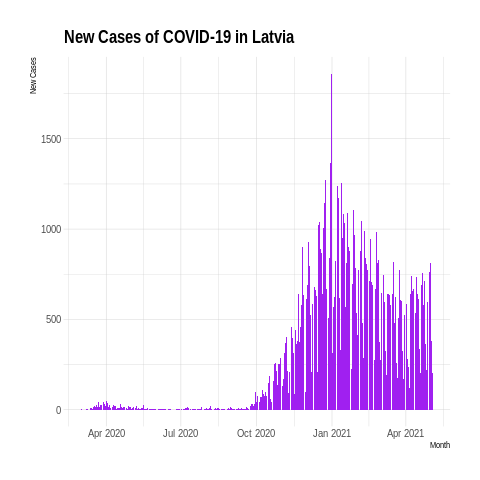 New Cases of COVID-19 in Latvia
New Cases
1500
1000
500
0
Apr 2020 Jul 2020 Oct 2020 Jan 2021 Apr 2021
Month